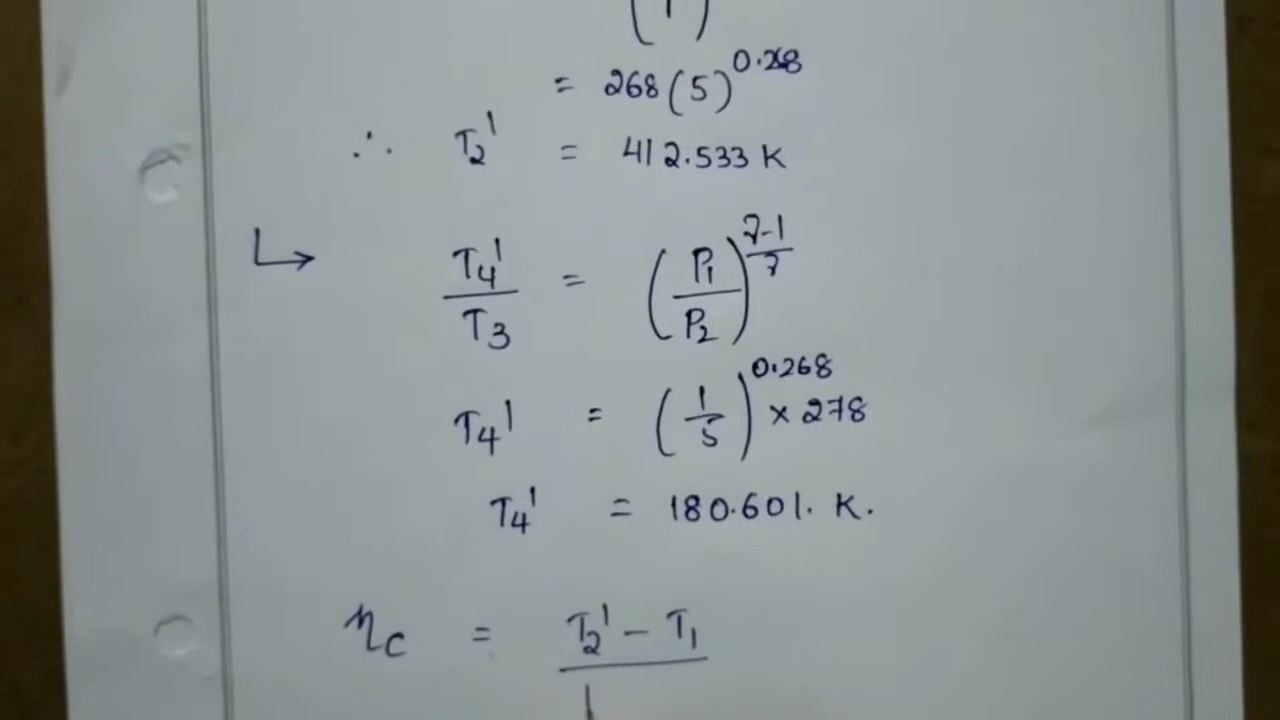 (1)
= 268 (5)^0.268
∴ T2' = 412.533 K
↳ T4'/T3 = (P1/P2)^((γ-1)/γ)
T4' = (1/5)^0.268 × 278
T4' = 180.601. K.
ηc = T2' - T1